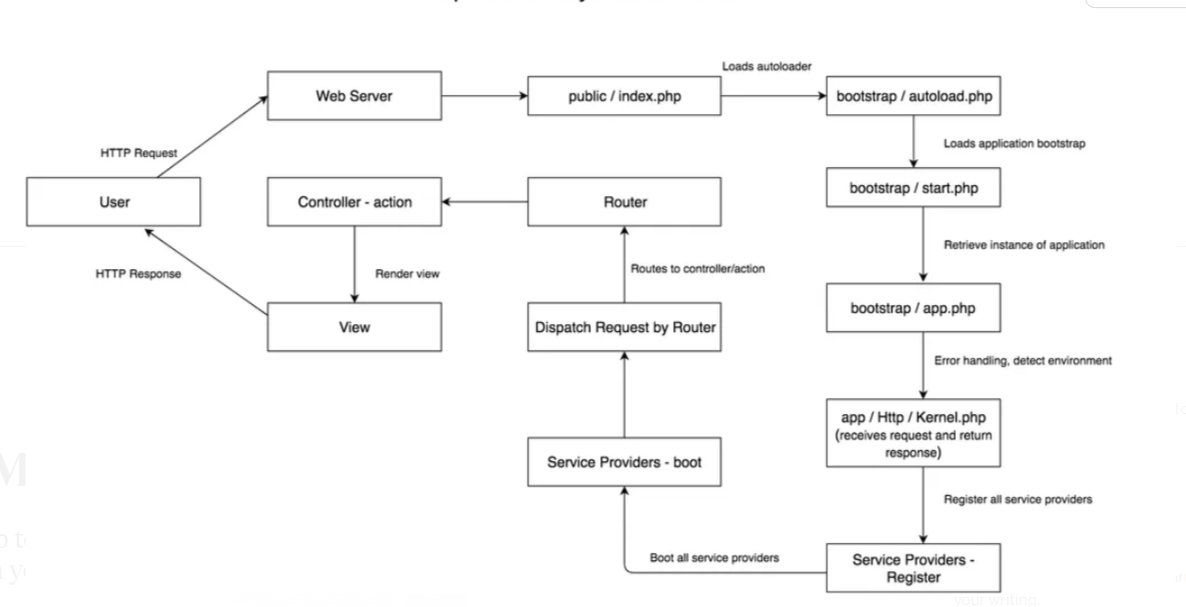 Loads autoloader
Web Server
public / index.php
bootstrap / autoload.php
HTTP Request
Loads application bootstrap
User
Controller - action
Router
bootstrap / start.php
Retrieve instance of application
HTTP Response
Render view
Routes to controller/action
View
Dispatch Request by Router
bootstrap / app.php
Error handling, detect environment
app / Http / Kernel.php
(receives request and return
response)
Service Providers - boot
Register all service providers
Boot all service providers
Service Providers -
Register
your writing.